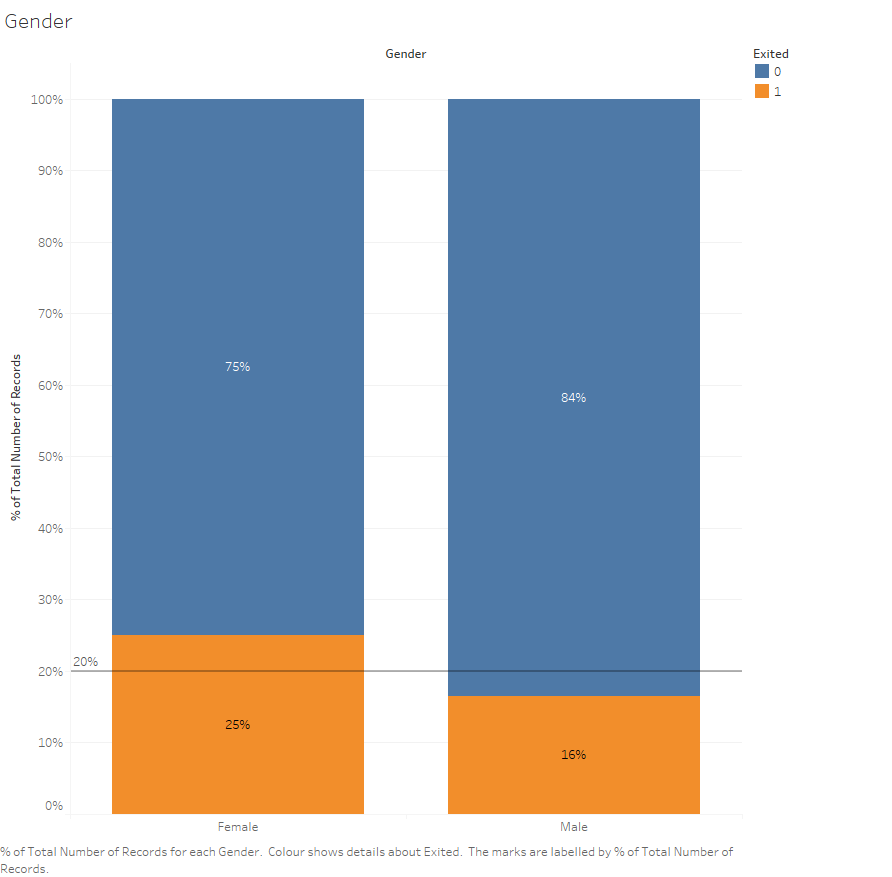 Gender
Gender
Exited
0
1
100%
90%
80%
70%
60%
50%
40%
30%
20%
10%
0%
% of Total Number of Records
75%
84%
20%
25%
16%
Female
Male
% of Total Number of Records for each Gender.  Colour shows details about Exited.  The marks are labelled by % of Total Number of
Records.